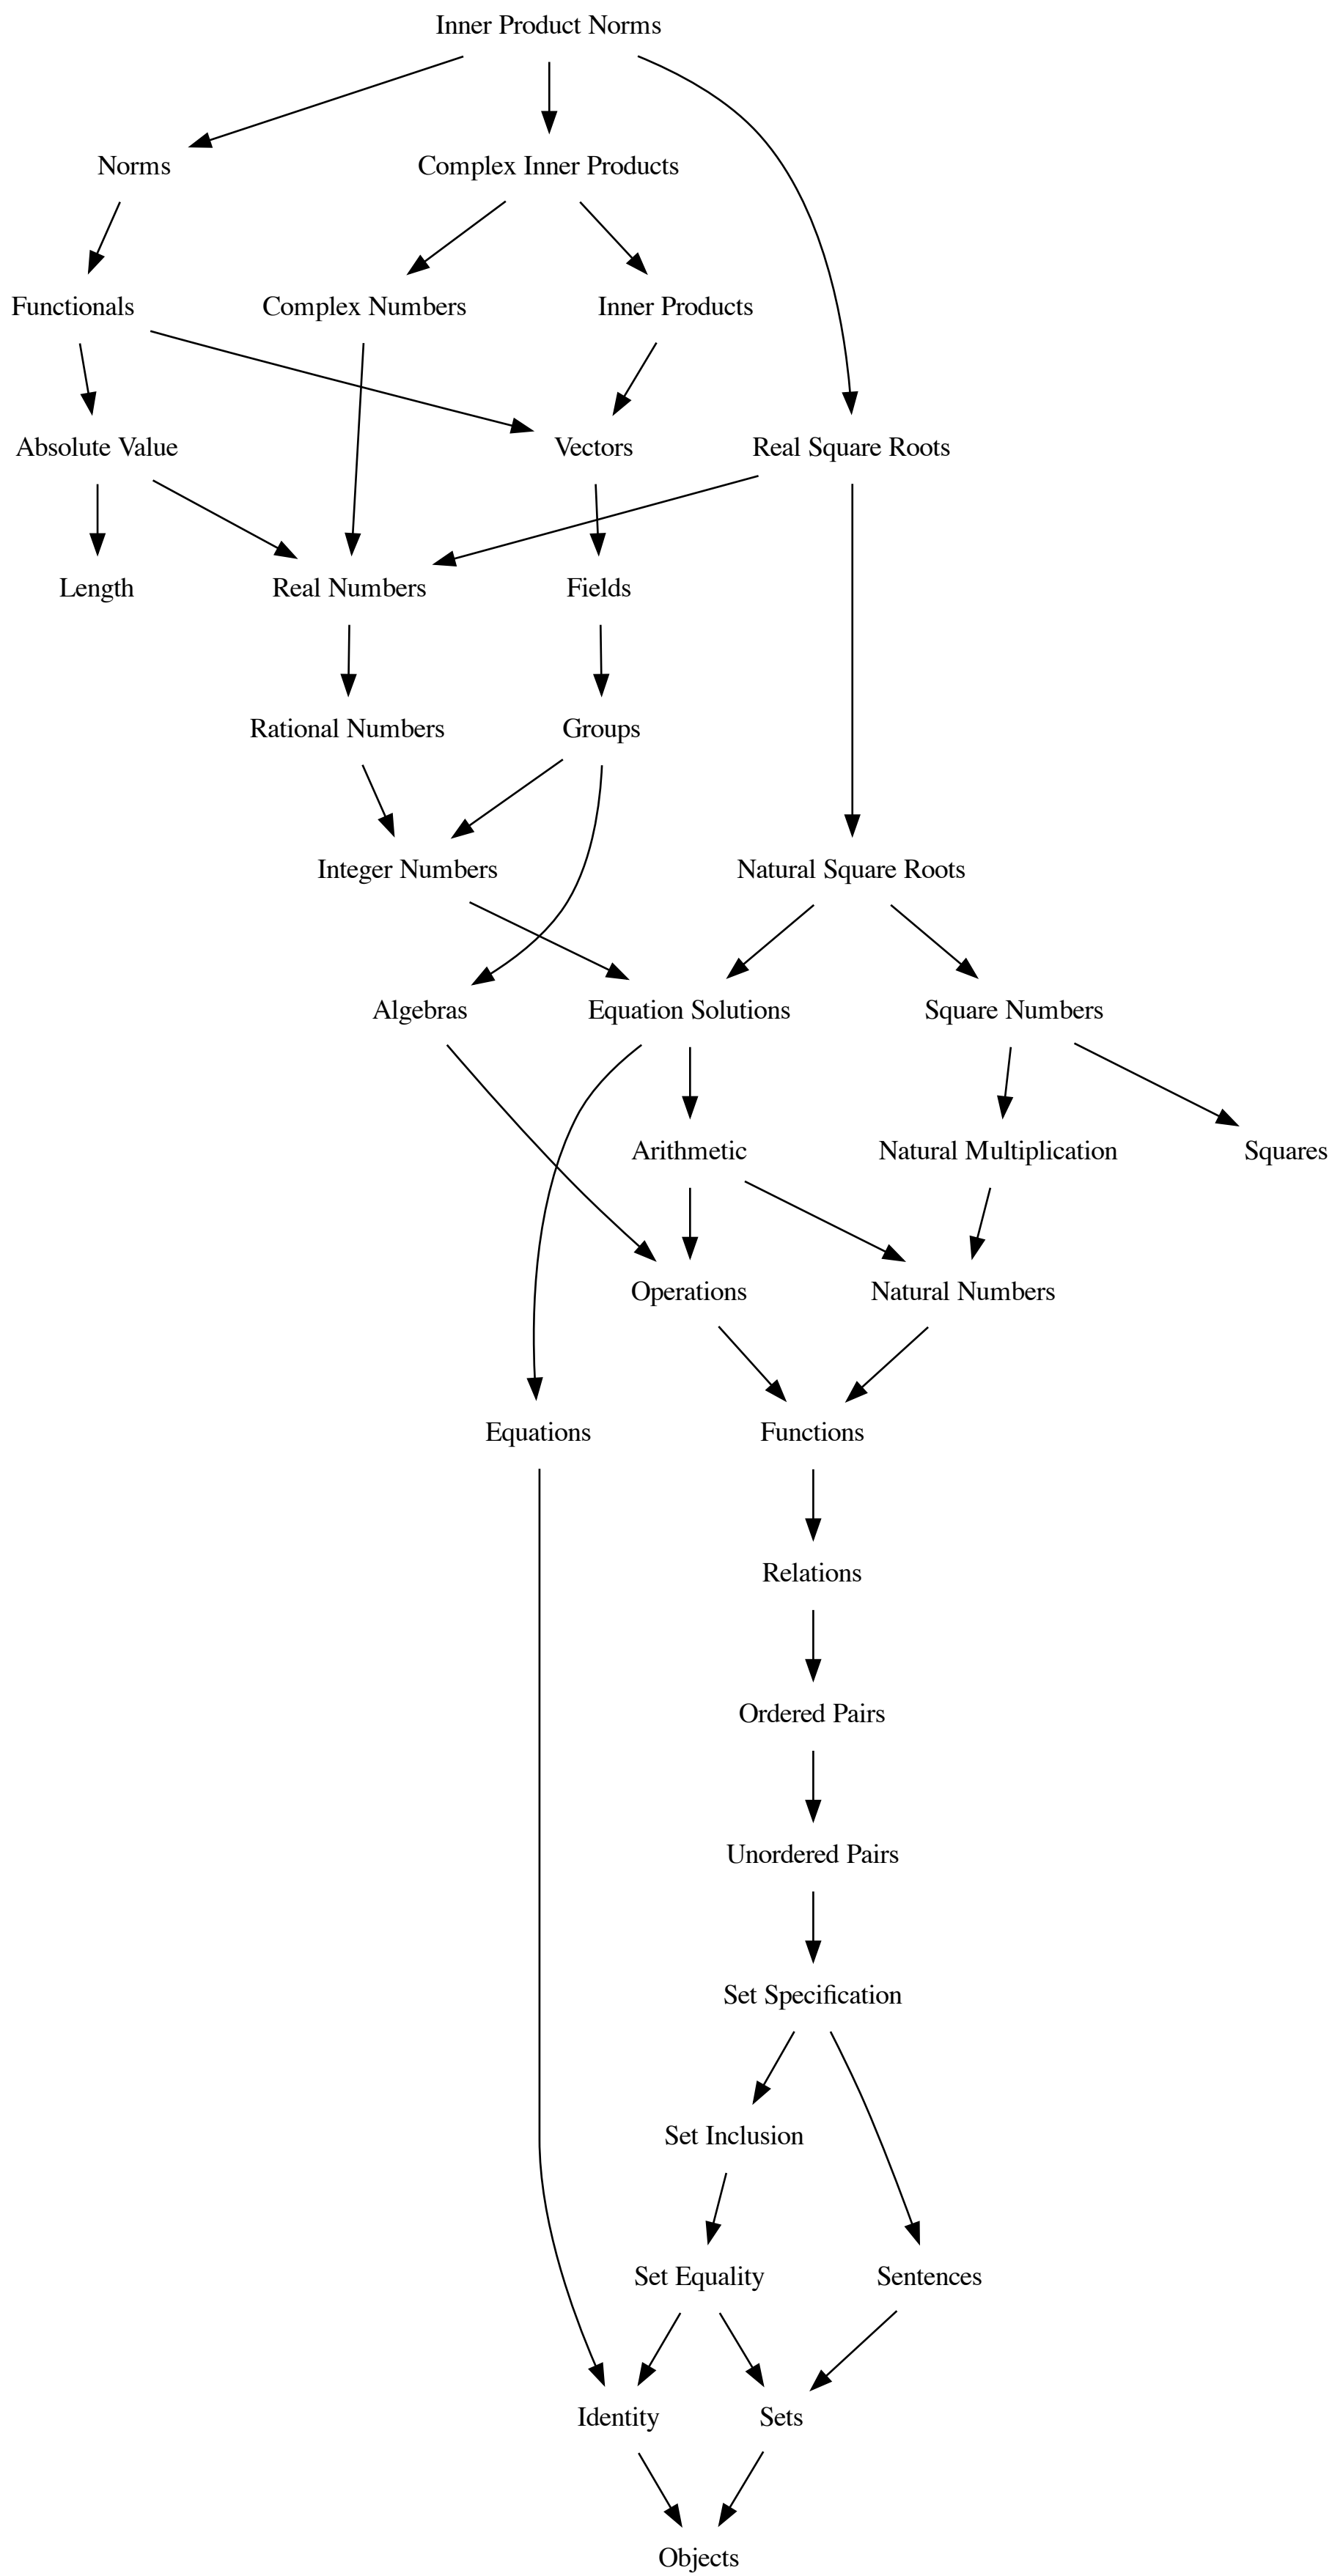 Inner Product Norms
Norms
Complex Inner Products
Functionals
Complex Numbers
Inner Products
Absolute Value
Vectors
Real Square Roots
Length
Real Numbers
Fields
Rational Numbers
Groups
Integer Numbers
Natural Square Roots
Algebras
Equation Solutions
Square Numbers
Arithmetic
Natural Multiplication
Squares
Operations
Natural Numbers
Equations
Functions
Relations
Ordered Pairs
Unordered Pairs
Set Specification
Set Inclusion
Set Equality
Sentences
Identity
Sets
Objects